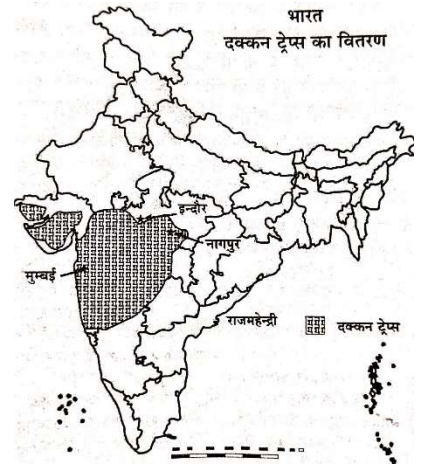 भारत
दक्कन ट्रेप्स का वितरण
इन्दौर
नागपुर
मुम्बई
राजमहेन्द्री
दक्कन ट्रेप्स